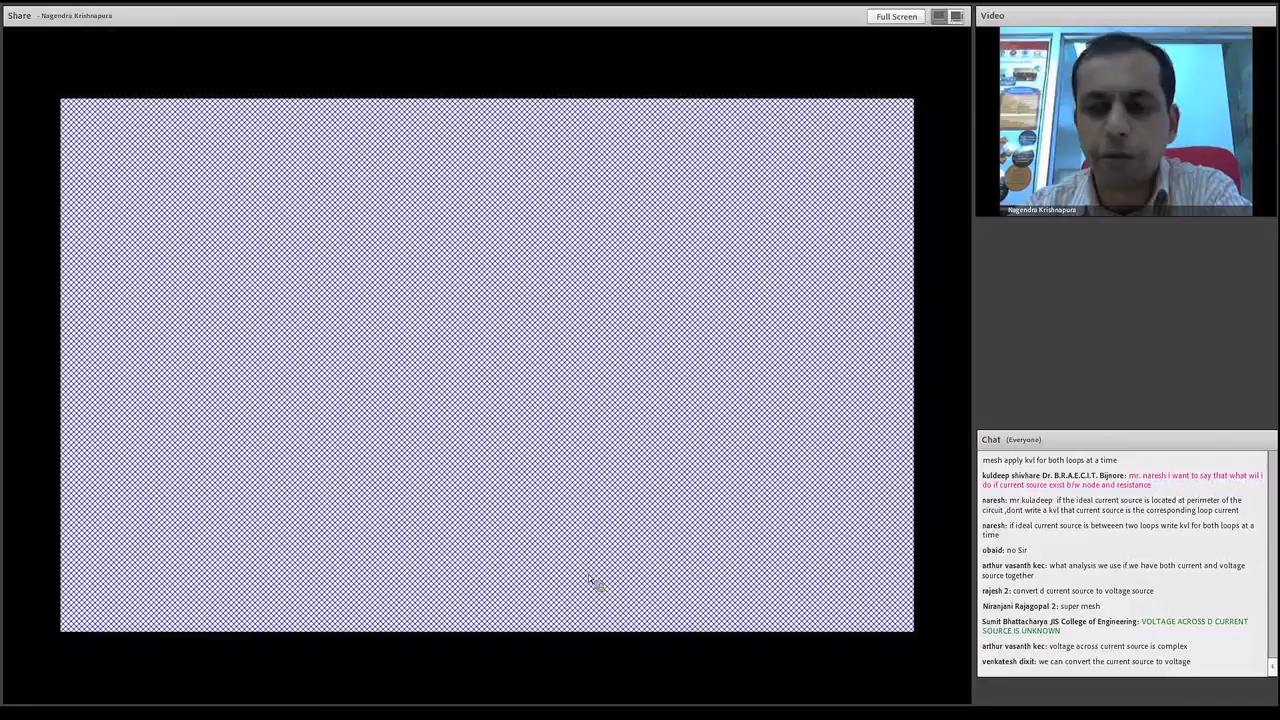 Share - Nagendra Krishnapura
Full Screen
Video
Nagendra Krishnapura
Chat (Everyone)
mesh apply kvl for both loops at a time
kuldeep shivhare Dr. B.R.A.E.C.I.T. Bijnore: mr. naresh i want to say that what wil i
do if current source exist b/w node and resistance
naresh: mr.kuladeep if the ideal current source is located at perimeter of the
circuit ,dont write a kvl that current source is the corresponding loop current
naresh: if ideal current source is betweeen two loops write kvl for both loops at a
time
obaid: no Sir
arthur vasanth kec: what analysis we use if we have both current and voltage
source together
rajesh 2: convert d current source to voltage source
Niranjani Rajagopal 2: super mesh
Sumit Bhattacharya JIS College of Engineering: VOLTAGE ACROSS D CURRENT
SOURCE IS UNKNOWN
arthur vasanth kec: voltage across current source is complex
venkatesh dixit: we can convert the current source to voltage